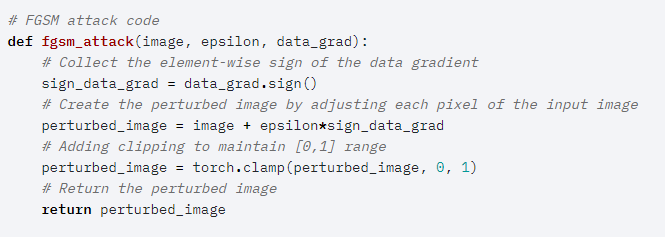 # FGSM attack code
def fgsm_attack(image, epsilon, data_grad):
    # Collect the element-wise sign of the data gradient
    sign_data_grad = data_grad.sign()
    # Create the perturbed image by adjusting each pixel of the input image
    perturbed_image = image + epsilon*sign_data_grad
    # Adding clipping to maintain [0,1] range
    perturbed_image = torch.clamp(perturbed_image, 0, 1)
    # Return the perturbed image
    return perturbed_image